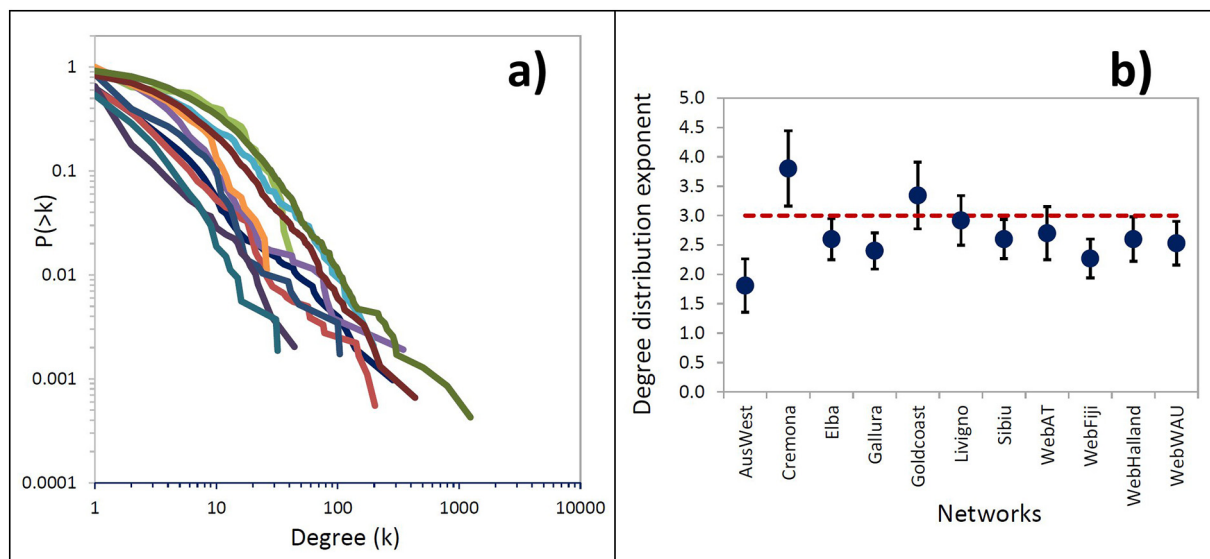 a)
P(>k)
1
0.1
0.01
0.001
0.0001
1 10 100 1000 10000
Degree (k)
b)
Degree distribution exponent
5.0
4.5
4.0
3.5
3.0
2.5
2.0
1.5
1.0
0.5
0.0
AusWest
Cremona
Elba
Gallura
Goldcoast
Livigno
Sibiu
WebAT
WebFiji
WebHalland
WebWAU
Networks